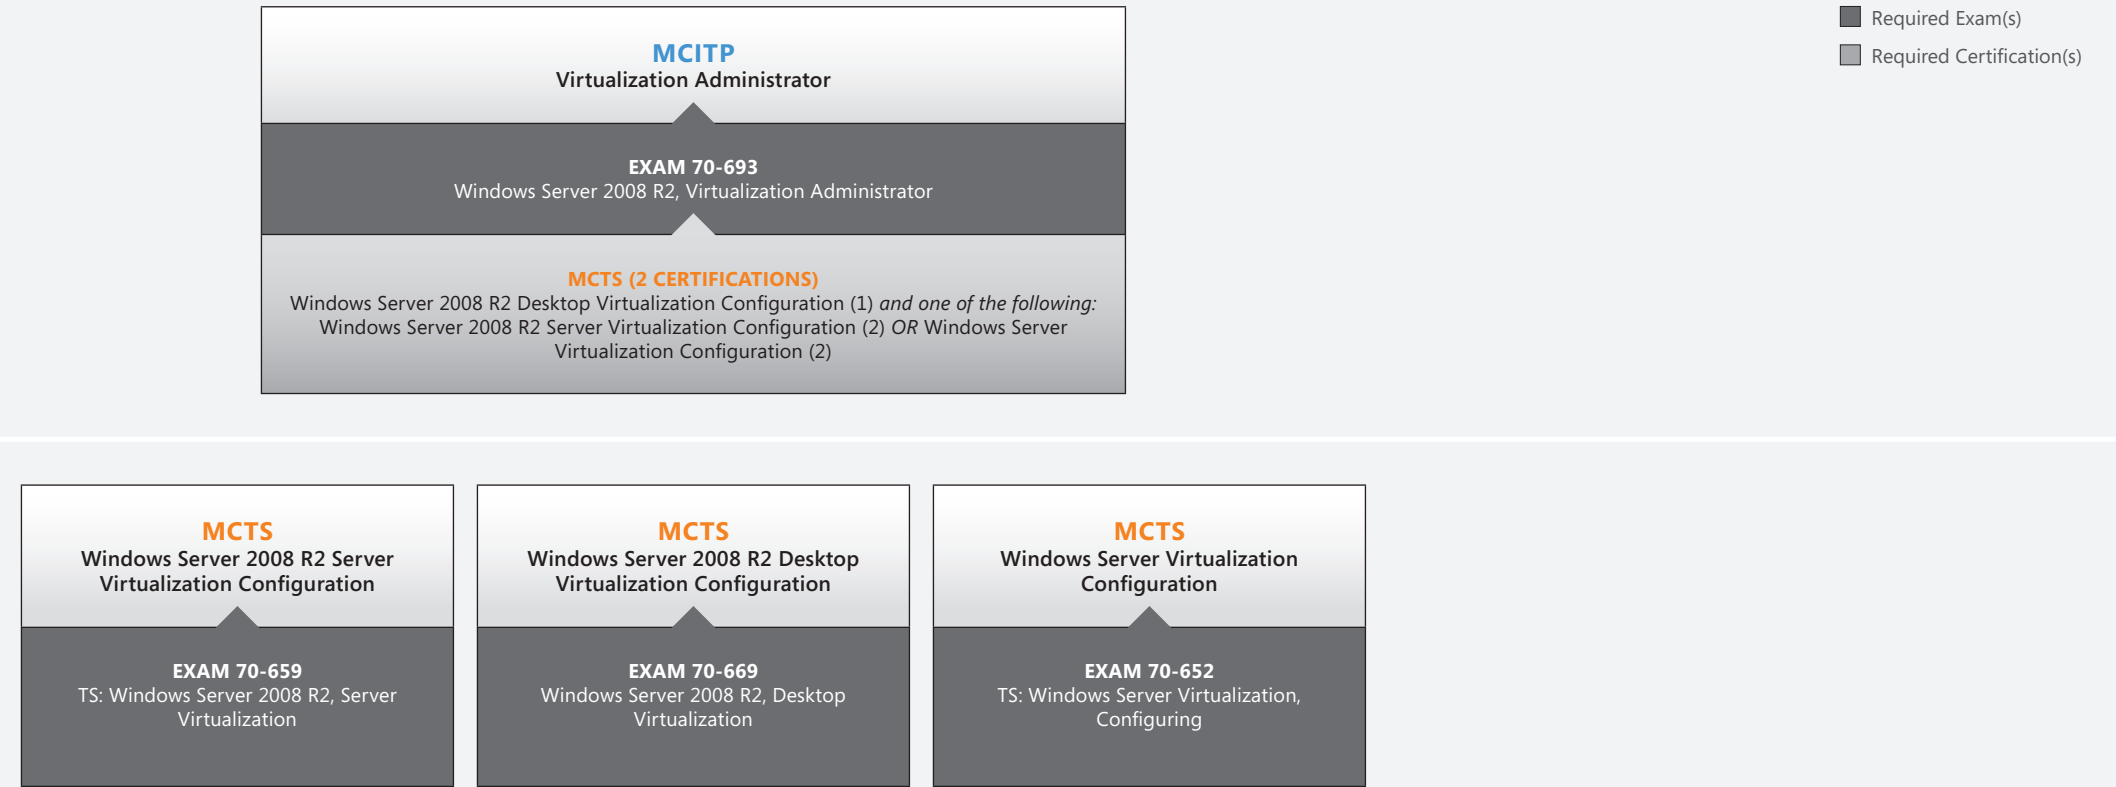 MCITP
Virtualization Administrator
EXAM 70-693
Windows Server 2008 R2, Virtualization Administrator
MCTS (2 CERTIFICATIONS)
Windows Server 2008 R2 Desktop Virtualization Configuration (1) and one of the following:
Windows Server 2008 R2 Server Virtualization Configuration (2) OR Windows Server
Virtualization Configuration (2)
Required Exam(s)
Required Certification(s)
MCTS
Windows Server 2008 R2 Server
Virtualization Configuration
EXAM 70-659
TS: Windows Server 2008 R2, Server
Virtualization
MCTS
Windows Server 2008 R2 Desktop
Virtualization Configuration
EXAM 70-669
Windows Server 2008 R2, Desktop
Virtualization
MCTS
Windows Server Virtualization
Configuration
EXAM 70-652
TS: Windows Server Virtualization,
Configuring